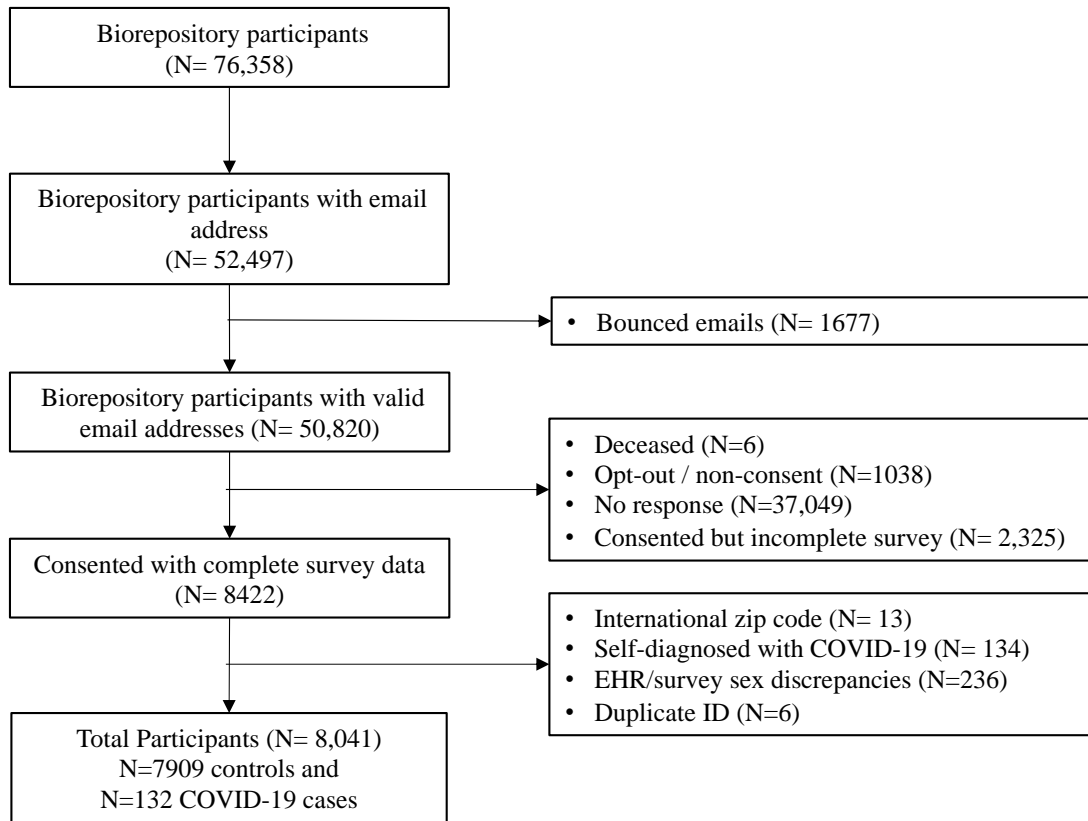 Biorepository participants
(N= 76,358)
Biorepository participants with email
address
(N= 52,497)
• Bounced emails (N= 1677)
Biorepository participants with valid
email addresses (N= 50,820)
• Deceased (N=6)
• Opt-out / non-consent (N=1038)
• No response (N=37,049)
• Consented but incomplete survey (N= 2,325)
Consented with complete survey data
(N= 8422)
• International zip code (N= 13)
• Self-diagnosed with COVID-19 (N= 134)
• EHR/survey sex discrepancies (N=236)
• Duplicate ID (N=6)
Total Participants (N= 8,041)
N=7909 controls and
N=132 COVID-19 cases